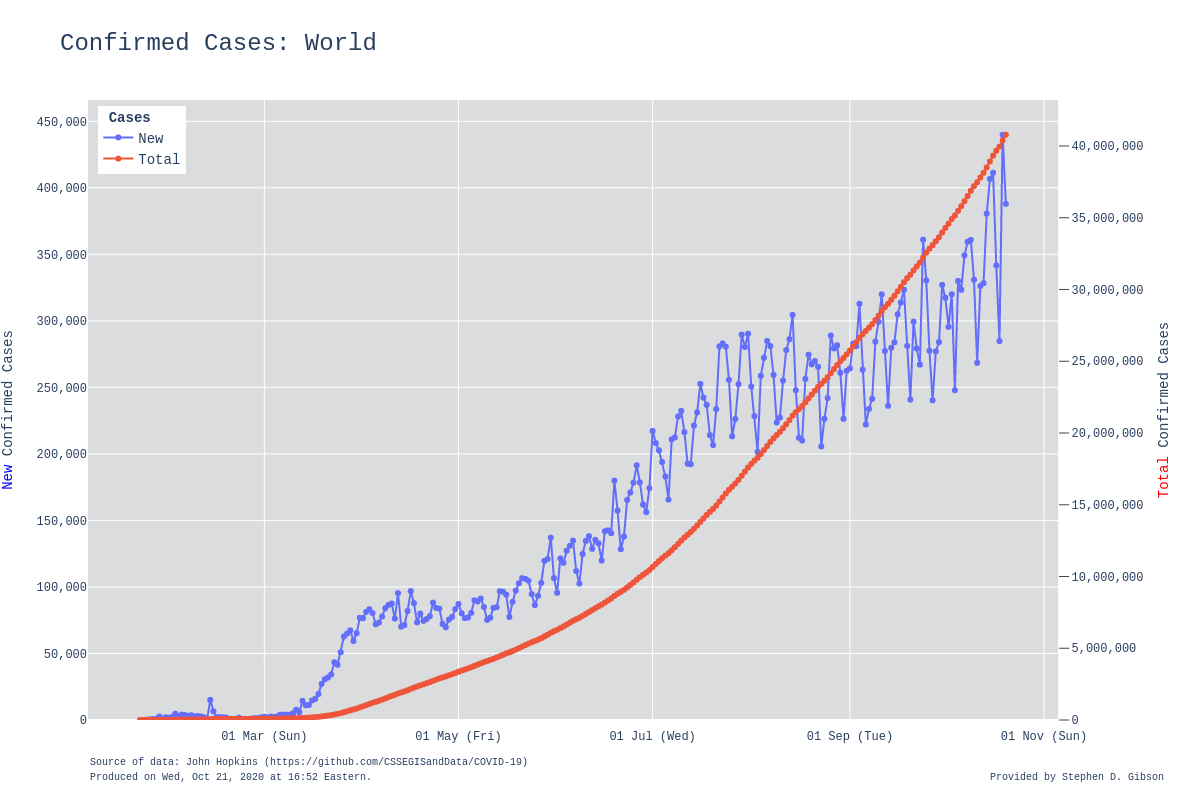 Confirmed Cases: World
Cases
New
Total
450,000
400,000
350,000
300,000
250,000
200,000
150,000
100,000
50,000
0
New Confirmed Cases
40,000,000
35,000,000
30,000,000
25,000,000
20,000,000
15,000,000
10,000,000
5,000,000
0
Total Confirmed Cases
01 Mar (Sun)
01 May (Fri)
01 Jul (Wed)
01 Sep (Tue)
01 Nov (Sun)
Source of data: John Hopkins (https://github.com/CSSEGISandData/COVID-19)
Produced on Wed, Oct 21, 2020 at 16:52 Eastern.
Provided by Stephen D. Gibson